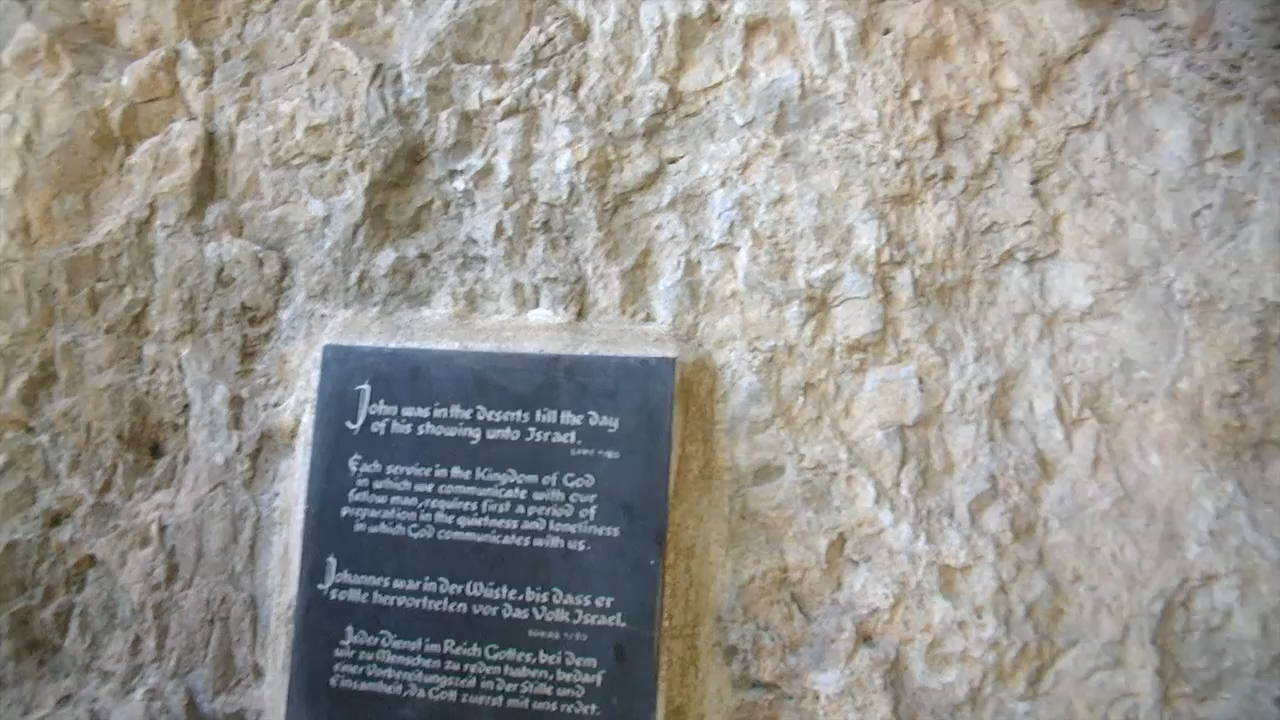 John was in the deserts till the day
of his showing unto Israel.
Each service in the Kingdom of God
in which we communicate with our
fellow man, requires first a period of
preparation in the quietness and loneliness
in which God communicates with us.
Johannes war in der Wüste, bis dass er
sollte hervortreten vor das Volk Israel.
Jeder Dienst im Reich Gottes, bei dem
wir zu Menschen zu reden haben, bedarf
einer Vorbereitungszeit in der Stille und
Einsamkeit, da Gott zuerst mit uns redet.